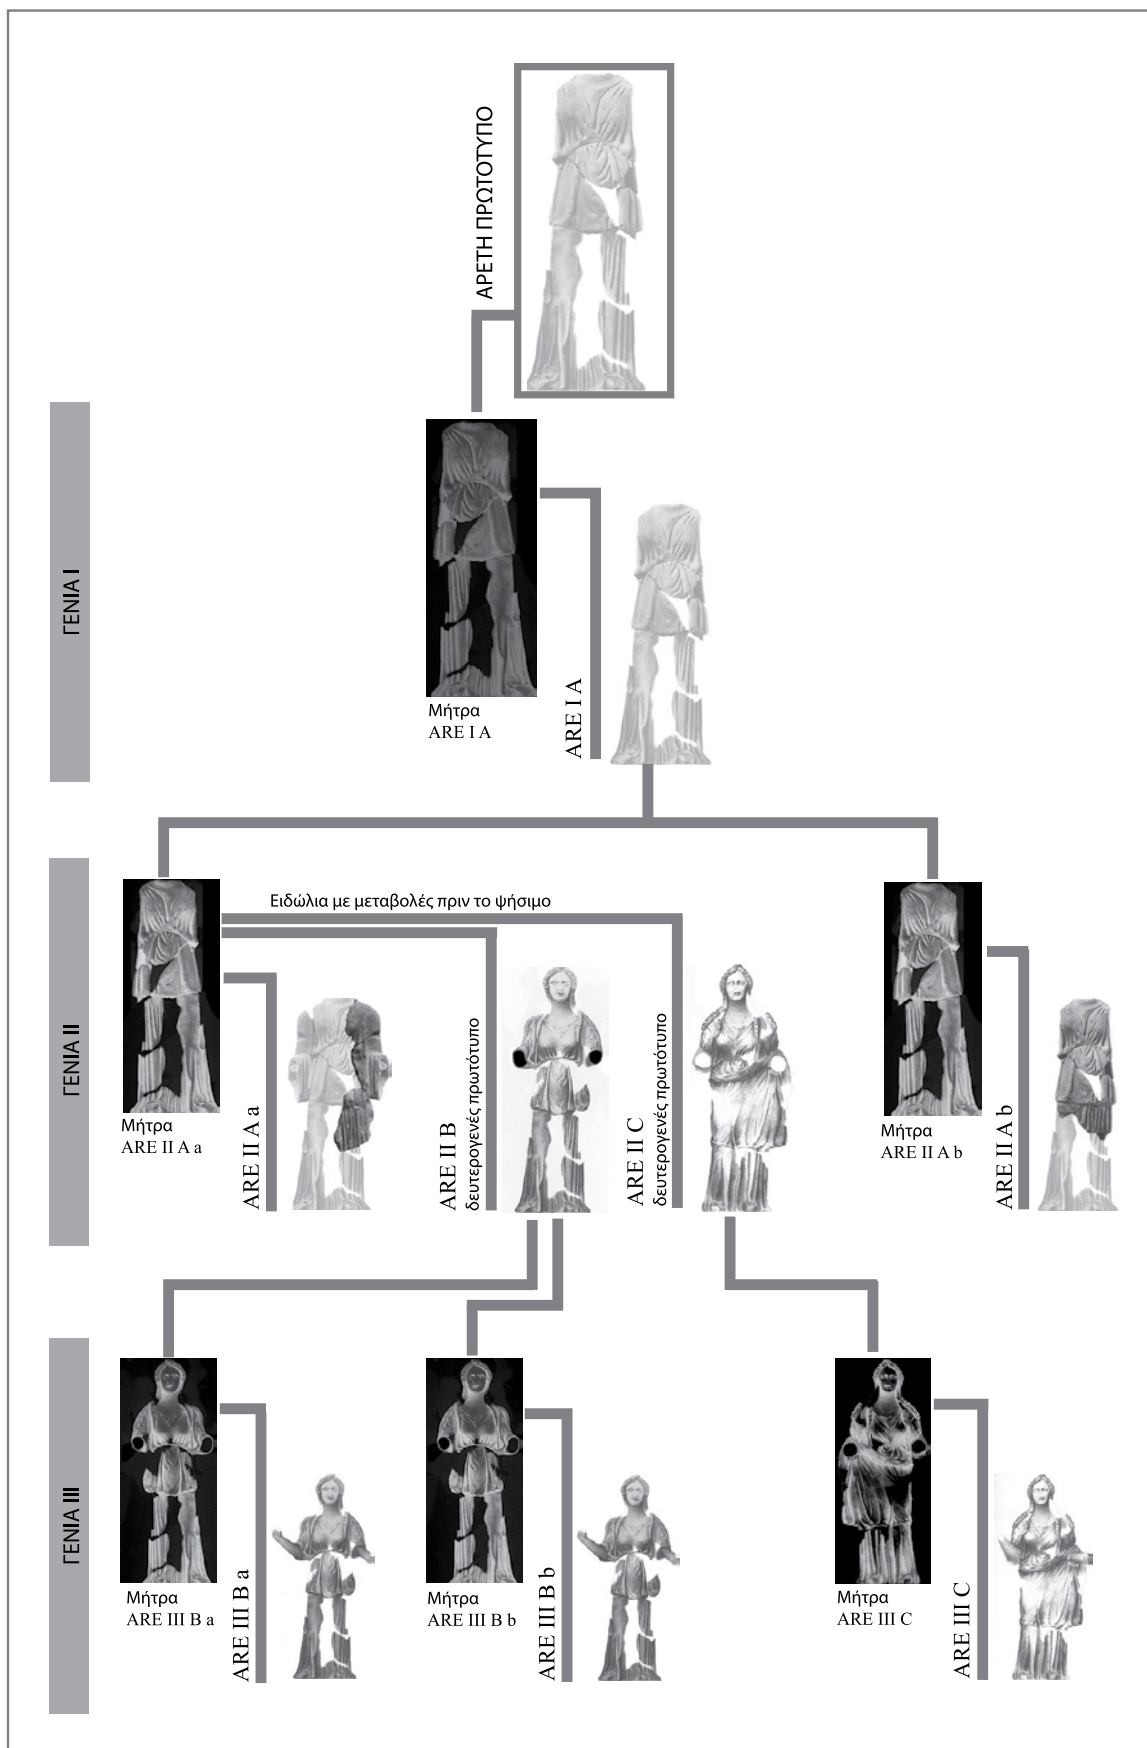 ΑΡΕΤΗ ΠΡΩΤΟΤΥΠΟ
ΓΕΝΙΑ I
Μήτρα
ARE I A
ARE I A
ΓΕΝΙΑ II
Ειδώλια με μεταβολές πριν το ψήσιμο
Μήτρα
ARE II A a
ARE II A a
ARE II B
δευτερογενές πρωτότυπο
ARE II C
δευτερογενές πρωτότυπο
Μήτρα
ARE II A b
ARE II A b
ΓΕΝΙΑ III
Μήτρα
ARE III B a
ARE III B a
Μήτρα
ARE III B b
ARE III B b
Μήτρα
ARE III C
ARE III C